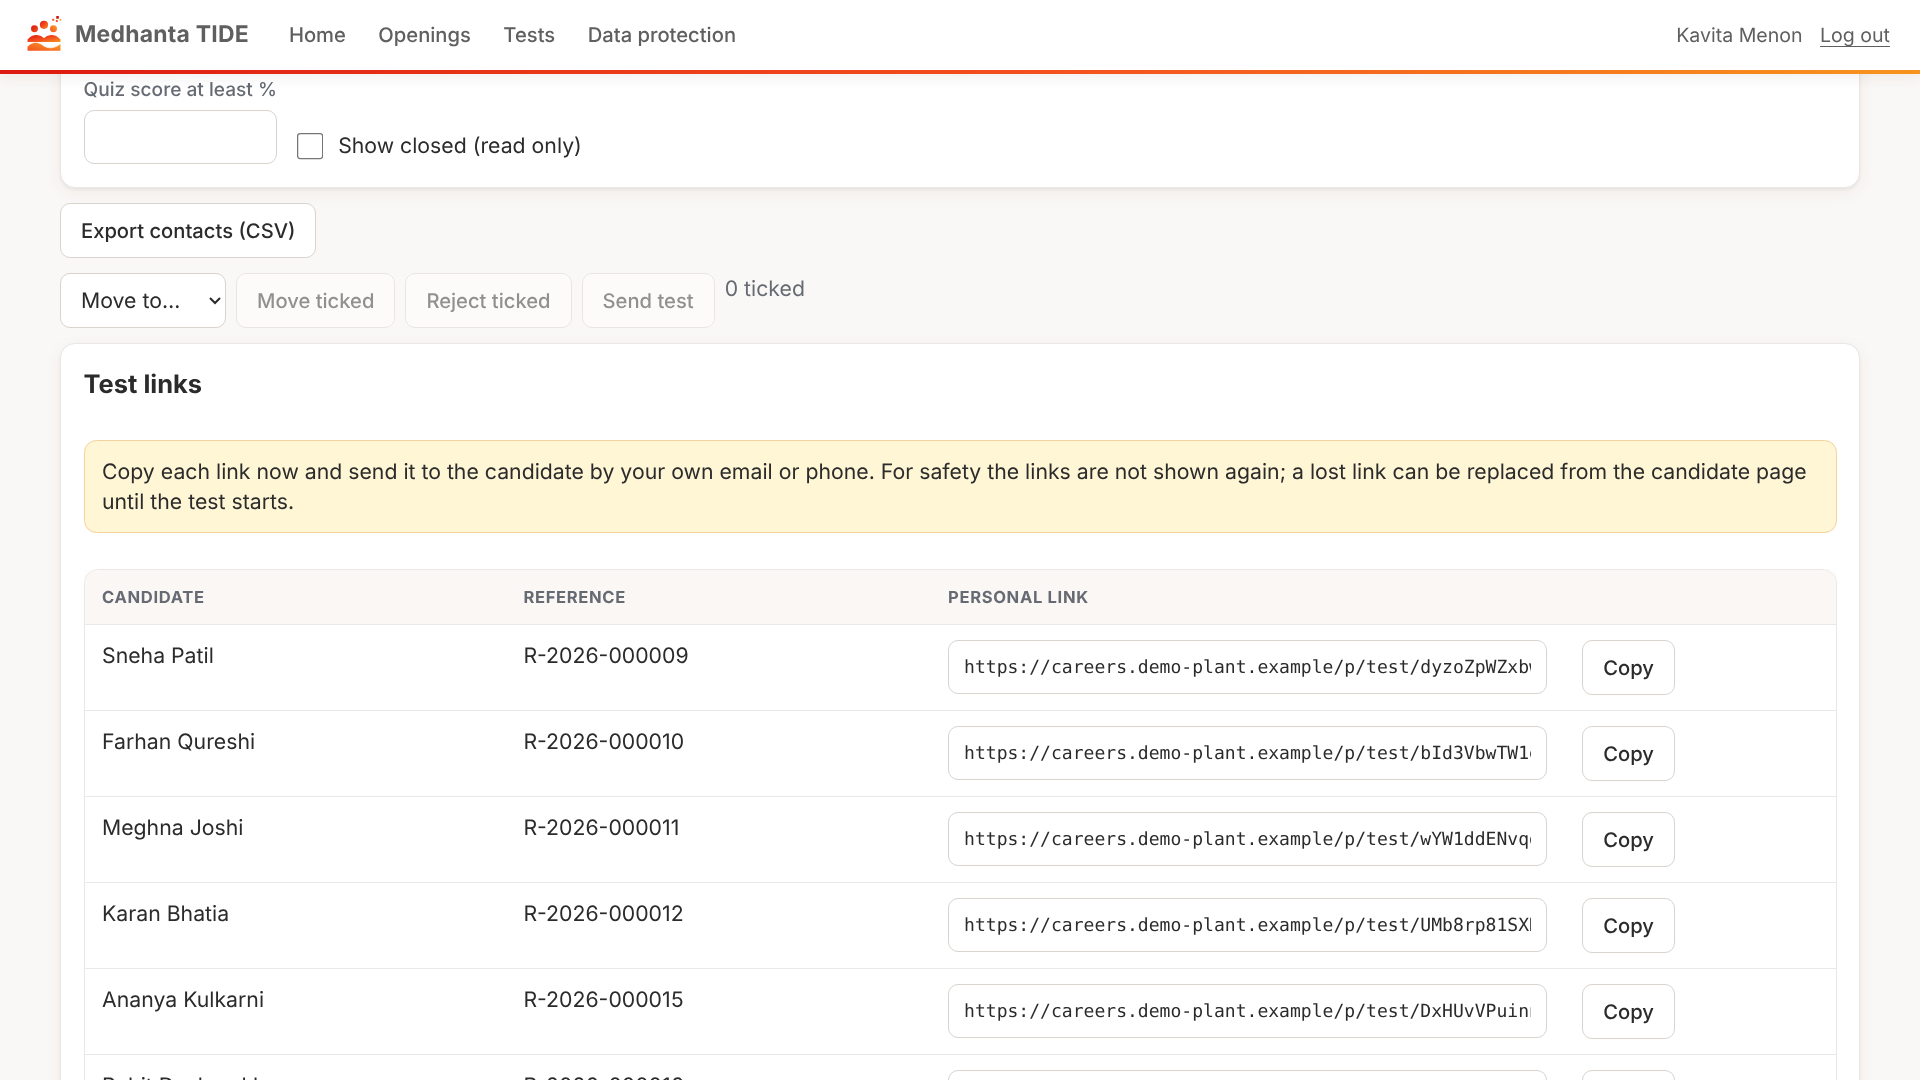 Medhanta TIDE Home Openings Tests Data protection Kavita Menon Log out
Quiz score at least %
Show closed (read only)
Export contacts (CSV)
Move to... Move ticked Reject ticked Send test 0 ticked
Test links
Copy each link now and send it to the candidate by your own email or phone. For safety the links are not shown again; a lost link can be replaced from the candidate page
until the test starts.
CANDIDATE REFERENCE PERSONAL LINK
Sneha Patil R-2026-000009 https://careers.demo-plant.example/p/test/dyzoZpWZxb Copy
Farhan Qureshi R-2026-000010 https://careers.demo-plant.example/p/test/bId3VbwTW1 Copy
Meghna Joshi R-2026-000011 https://careers.demo-plant.example/p/test/wYW1ddENvq Copy
Karan Bhatia R-2026-000012 https://careers.demo-plant.example/p/test/UMb8rp81SX Copy
Ananya Kulkarni R-2026-000015 https://careers.demo-plant.example/p/test/DxHUvVPuin Copy